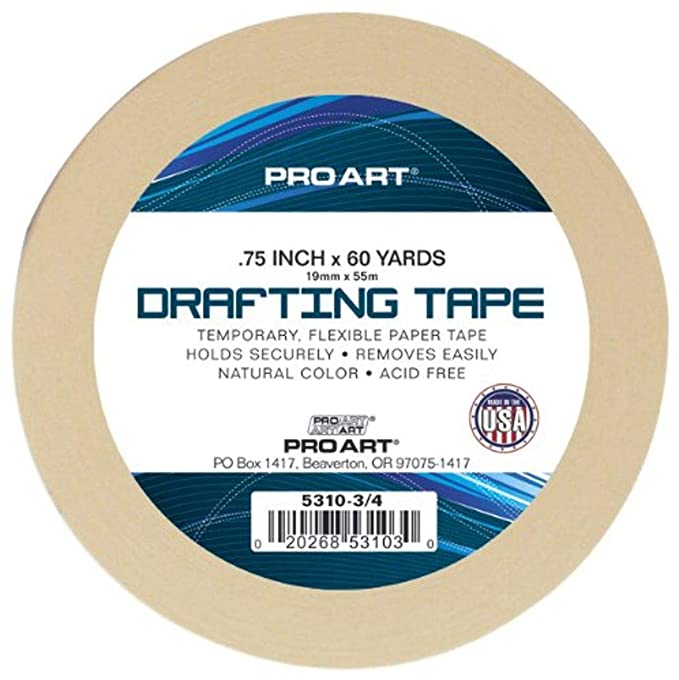 PROART®
.75 INCH x 60 YARDS
19mm x 55m
DRAFTING TAPE
TEMPORARY, FLEXIBLE PAPER TAPE
HOLDS SECURELY • REMOVES EASILY
NATURAL COLOR • ACID FREE
MADE IN THE
USA
PRO/ART®
ART/ART
PROART®
PO Box 1417, Beaverton, OR 97075-1417
5310-3/4
0 20268 53103 0